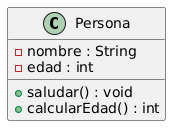 C Persona
nombre : String
edad : int
saludar() : void
calcularEdad() : int